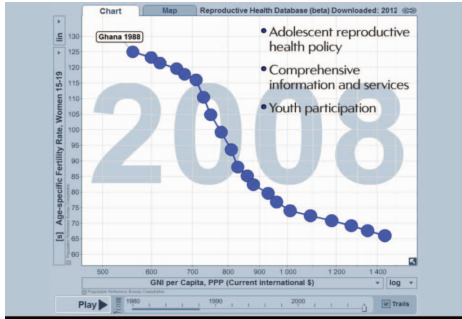 Chart
Map
Reproductive Health Database (beta) Downloaded: 2012
lin
[s] Age-specific Fertility Rate, Women 15-19
130
125
120
115
110
105
100
95
90
85
80
75
70
65
60
Ghana 1988
2008
Adolescent reproductive
health policy
Comprehensive
information and services
Youth participation
500
600
700
800
900
1 000
1 200
1 400
GNI per Capita, PPP (Current international $)
log
Play
1980
1990
2000
Trails